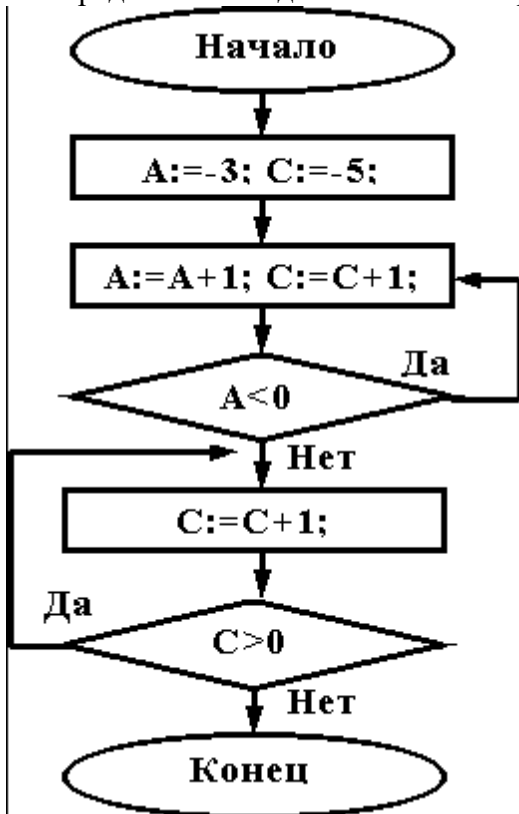 Начало
A:=-3; C:=-5;
A:=A+1; C:=C+1;
Да
A<0
Нет
C:=C+1;
Да
C>0
Нет
Конец